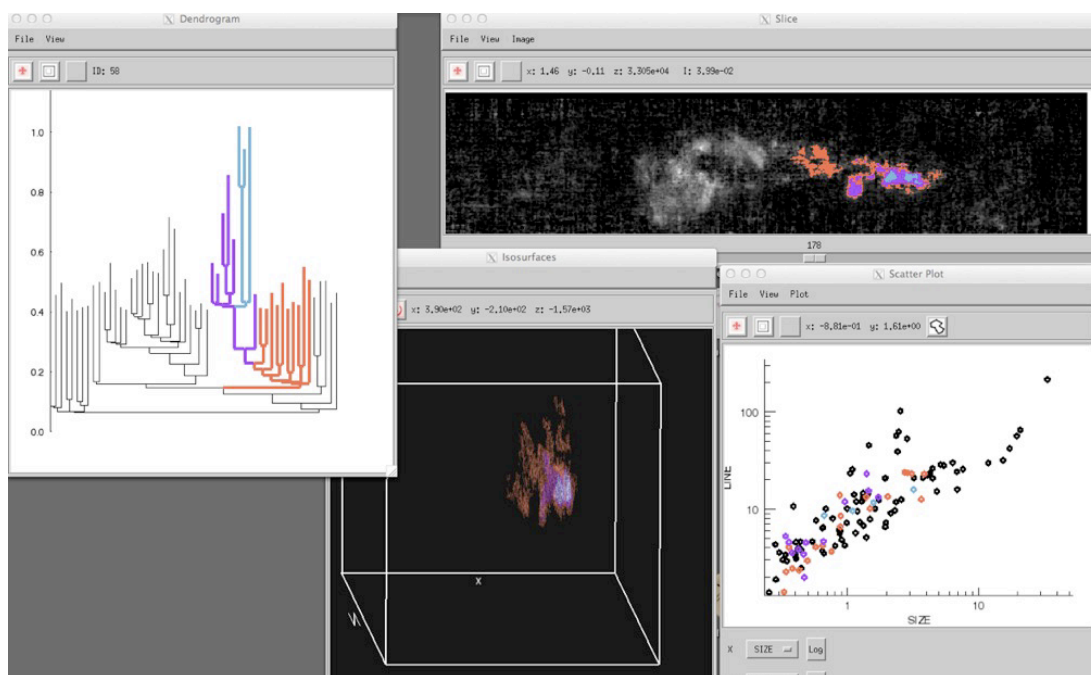 Dendrogram
File View
ID: 58
1.0
0.8
0.6
0.4
0.2
0.0
Slice
File View Image
x: 1.46 y: -0.11 z: 3.305e+04 I: 3.99e-02
178
Isosurfaces
x: 3.90e+02 y: -2.10e+02 z: -1.57e+03
X
Scatter Plot
File View Plot
x: -8.81e-01 y: 1.61e+00
100
10
LINE
1 10
SIZE
X SIZE Log